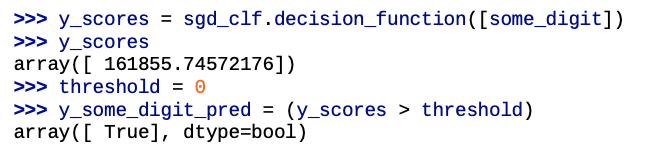 >>> y_scores = sgd_clf.decision_function([some_digit])
>>> y_scores
array([ 161855.74572176])
>>> threshold = 0
>>> y_some_digit_pred = (y_scores > threshold)
array([ True], dtype=bool)